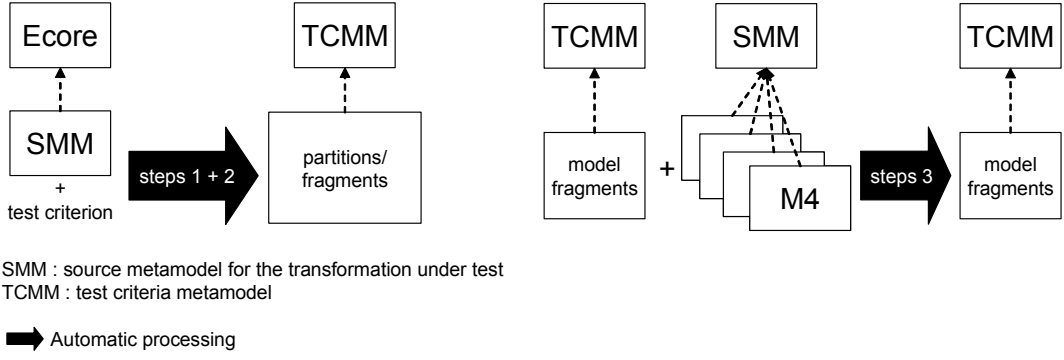 Ecore
TCMM
SMM
+
test criterion
steps 1 + 2
partitions/
fragments
TCMM
SMM
TCMM
model
fragments
+
M4
steps 3
model
fragments
SMM : source metamodel for the transformation under test
TCMM : test criteria metamodel
Automatic processing